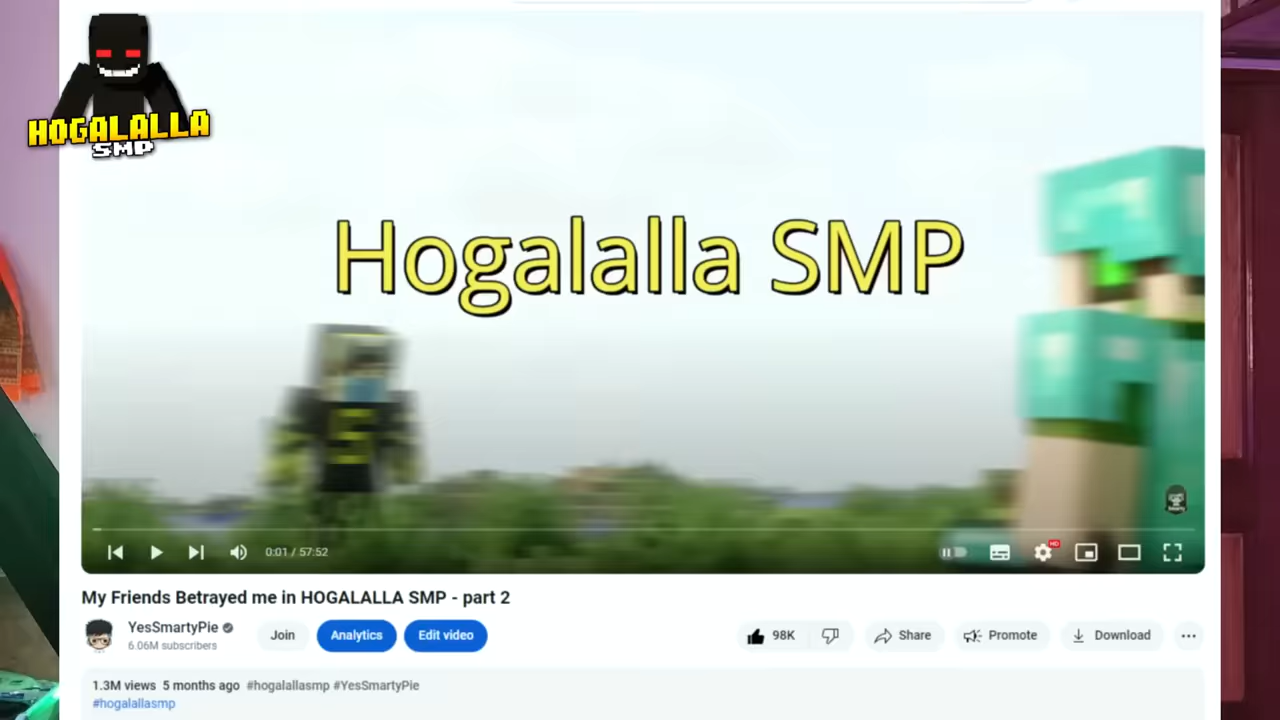 HOGALALLA
SMP
Hogalalla SMP
S
0:01 / 57:52
HD
My Friends Betrayed me in HOGALALLA SMP - part 2
YesSmartyPie
6.06M subscribers
Join
Analytics
Edit video
98K
Share
Promote
Download
1.3M views 5 months ago #hogalallasmp #YesSmartyPie
#hogalallasmp